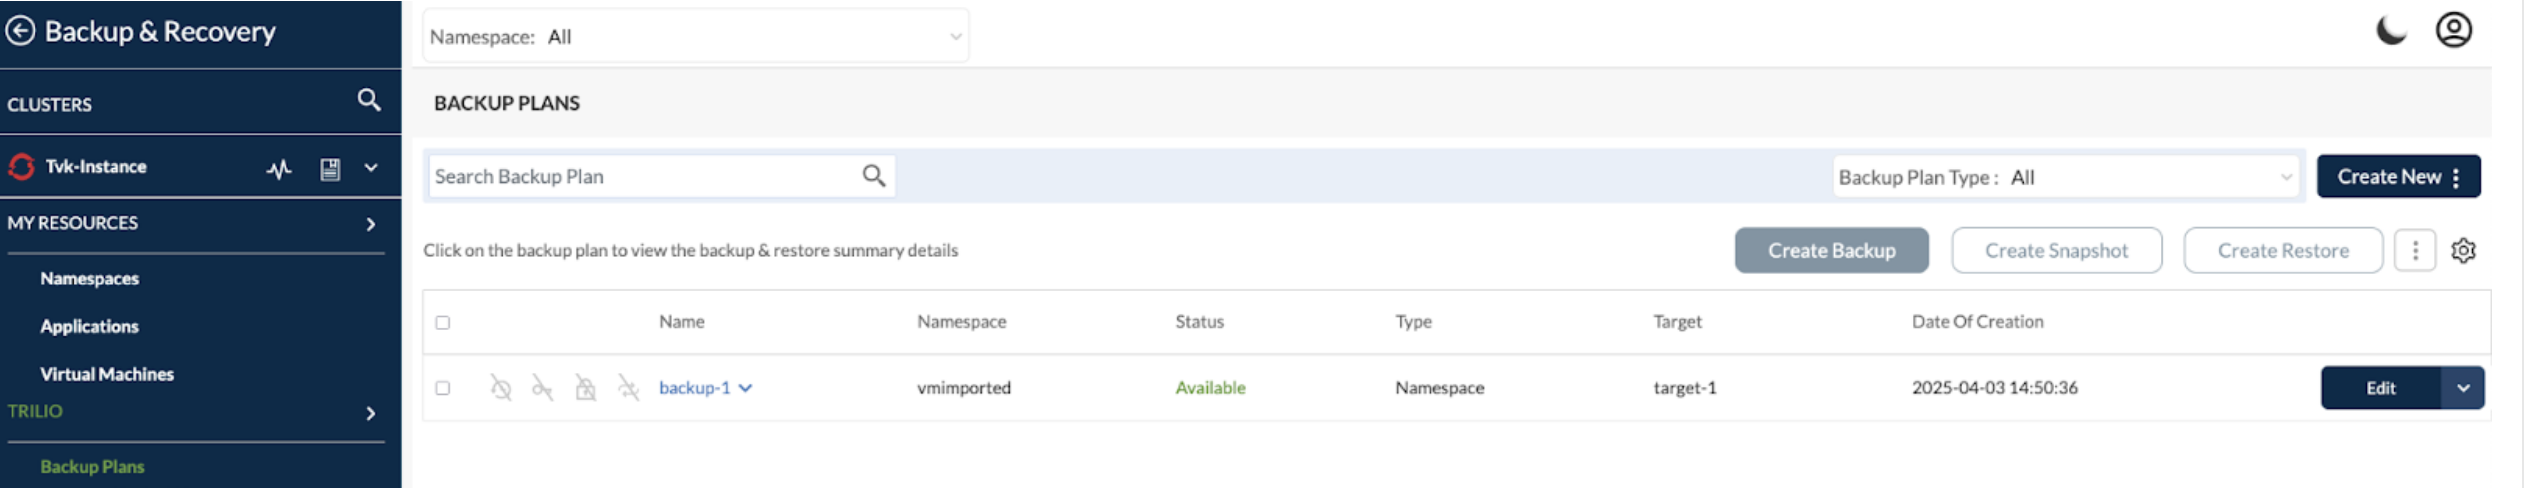 Backup & Recovery
Namespace: All
CLUSTERS
BACKUP PLANS
Tvk-Instance
Search Backup Plan
Backup Plan Type : All
Create New
MY RESOURCES
Click on the backup plan to view the backup & restore summary details
Create Backup
Create Snapshot
Create Restore
Namespaces
Applications
Virtual Machines
TRILIO
Backup Plans
Name Namespace Status Type Target Date Of Creation
backup-1 vmimported Available Namespace target-1 2025-04-03 14:50:36 Edit